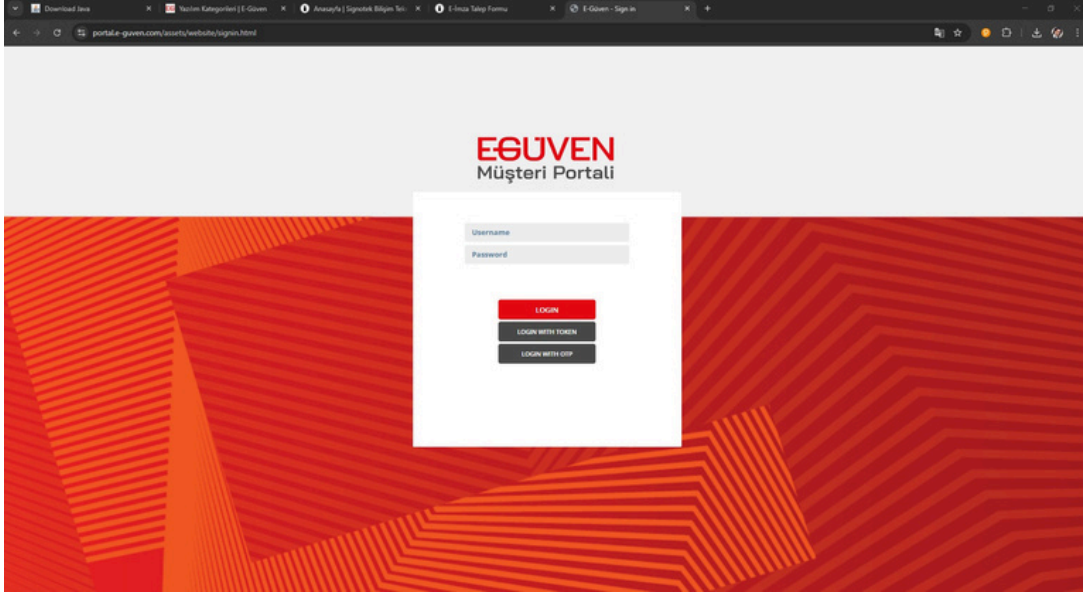 Download Java
Yazılım Kategorileri | E-Güven
Anasayfa | Signotek Bilişim Tek
E-İmza Talep Formu
E-Güven - Sign in
portal.e-guven.com/assets/website/signin.html
E-GÜVEN
Müşteri Portali
Username
Password
LOGIN
LOGIN WITH TOKEN
LOGIN WITH OTP